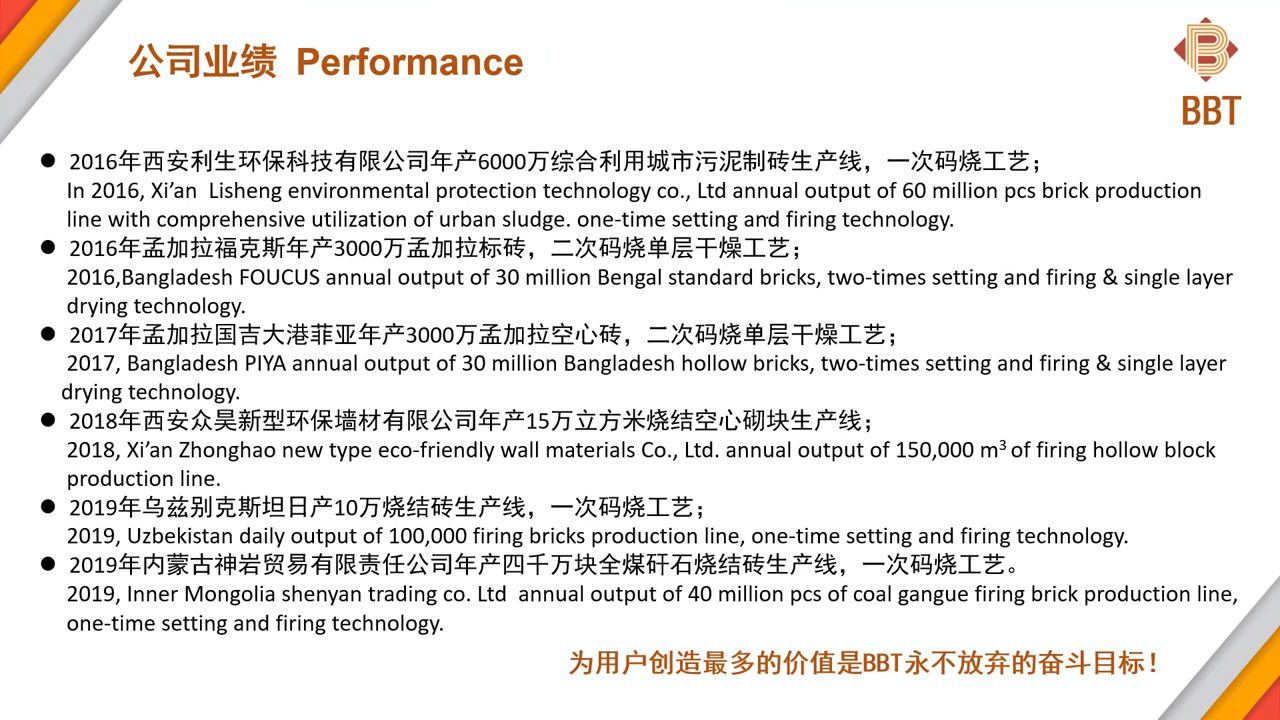 公司业绩 Performance
BBT
● 2016年西安利生环保科技有限公司年产6000万综合利用城市污泥制砖生产线，一次码烧工艺；
In 2016, Xi’an Lisheng environmental protection technology co., Ltd annual output of 60 million pcs brick production
line with comprehensive utilization of urban sludge. one-time setting and firing technology.
● 2016年孟加拉福克斯年产3000万孟加拉标砖，二次码烧单层干燥工艺；
2016,Bangladesh FOUCUS annual output of 30 million Bengal standard bricks, two-times setting and firing & single layer
drying technology.
● 2017年孟加拉国吉大港菲亚年产3000万孟加拉空心砖，二次码烧单层干燥工艺；
2017, Bangladesh PIYA annual output of 30 million Bangladesh hollow bricks, two-times setting and firing & single layer
drying technology.
● 2018年西安众昊新型环保墙材有限公司年产15万立方米烧结空心砌块生产线；
2018, Xi’an Zhonghao new type eco-friendly wall materials Co., Ltd. annual output of 150,000 m³ of firing hollow block
production line.
● 2019年乌兹别克斯坦日产10万烧结砖生产线，一次码烧工艺；
2019, Uzbekistan daily output of 100,000 firing bricks production line, one-time setting and firing technology.
● 2019年内蒙古神岩贸易有限责任公司年产四千万块全煤矸石烧结砖生产线，一次码烧工艺。
2019, Inner Mongolia shenyan trading co. Ltd annual output of 40 million pcs of coal gangue firing brick production line,
one-time setting and firing technology.
为用户创造最多的价值是BBT永不放弃的奋斗目标！